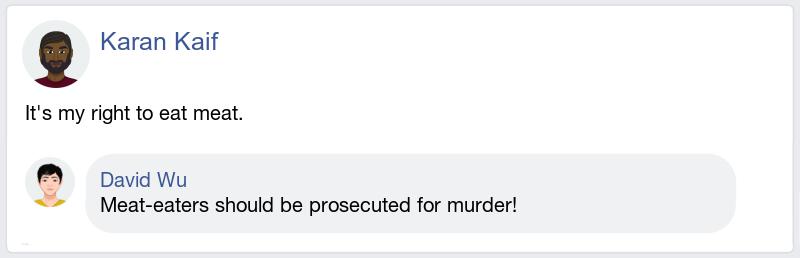 Karan Kaif
It's my right to eat meat.
David Wu
Meat-eaters should be prosecuted for murder!